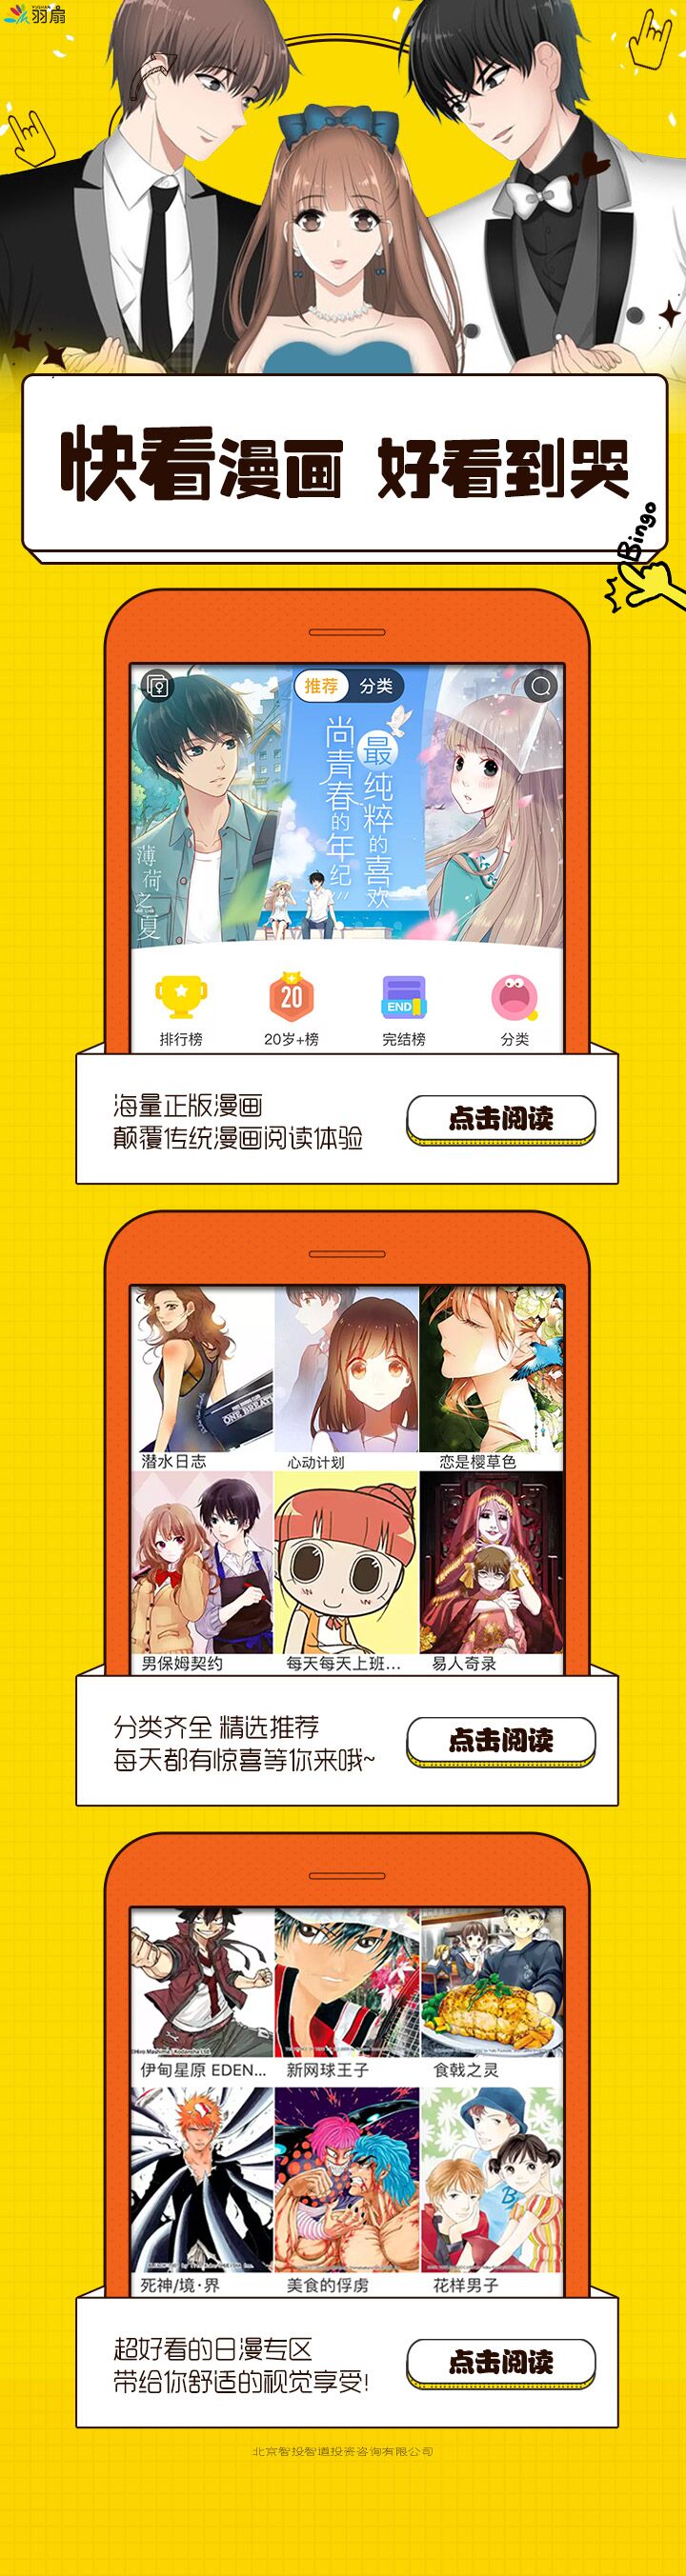 羽扇
快看漫画 好看到哭
Bingo
推荐 分类
最纯粹的喜欢
尚青春的年纪
薄荷之夏
20
END
排行榜 20岁+榜 完结榜 分类
海量正版漫画
颠覆传统漫画阅读体验
点击阅读
ONE BREATH
潜水日志 心动计划 恋是樱草色
男保姆契约 每天每天上班... 易人奇录
分类齐全 精选推荐
每天都有惊喜等你来哦~
点击阅读
伊甸星原 EDEN... 新网球王子 食戟之灵
B
死神/境·界 美食的俘虏 花样男子
超好看的日漫专区
带给你舒适的视觉享受!
点击阅读
北京智投智道投资咨询有限公司